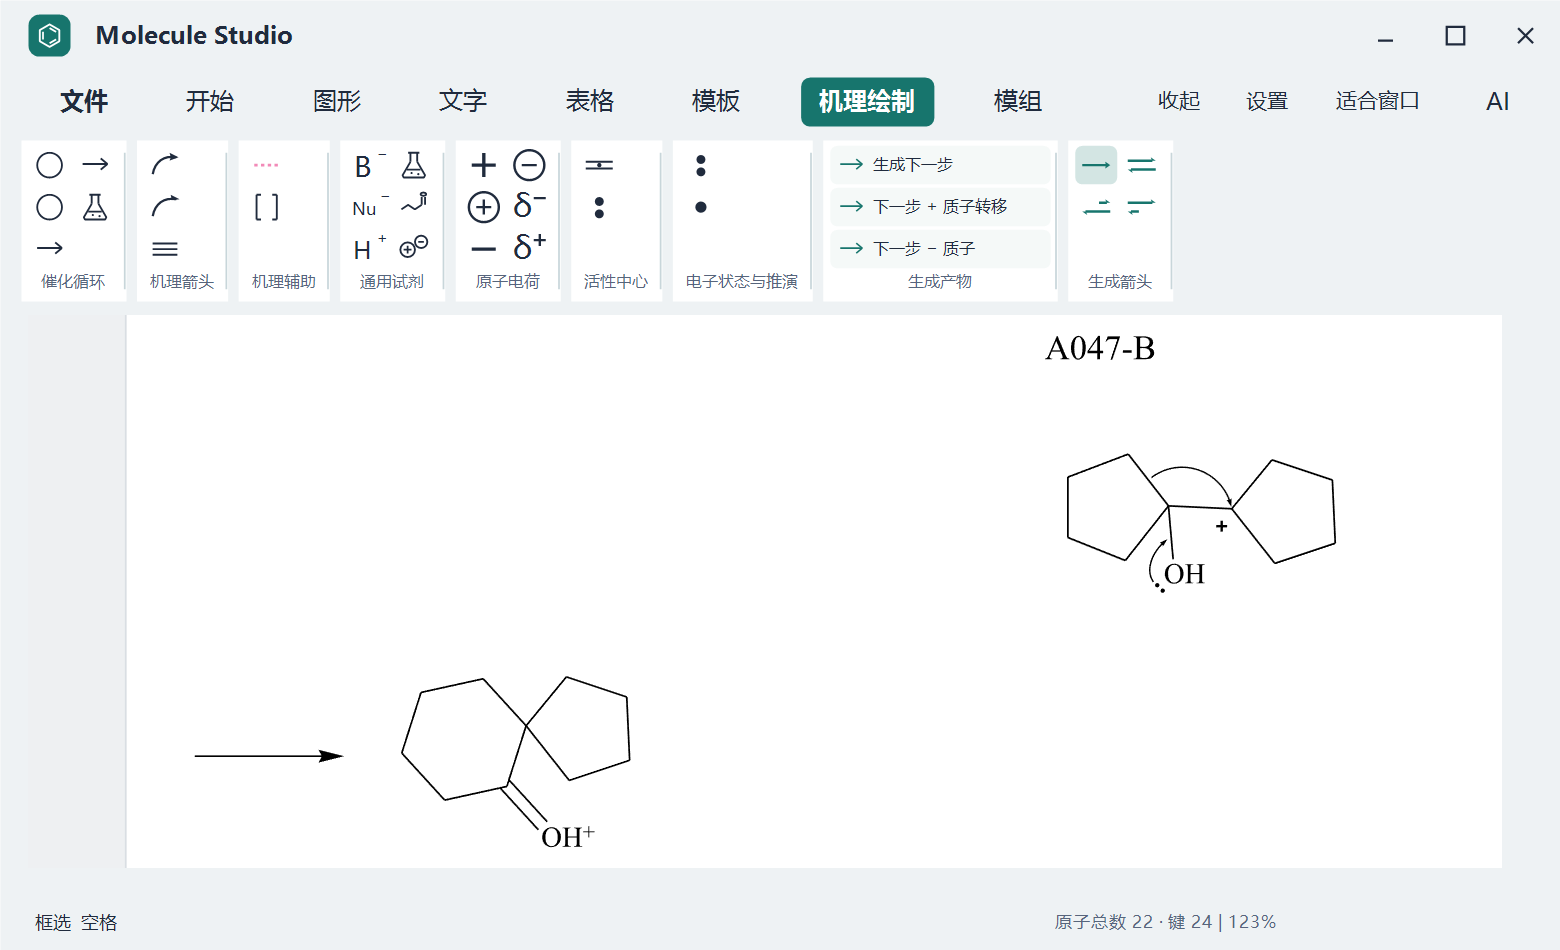 Molecule Studio
文件 开始 图形 文字 表格 模板 机理绘制 模组 收起 设置 适合窗口 AI
B⁻
Nu⁻
H⁺
δ⁻
δ⁺
生成下一步
下一步 + 质子转移
下一步 − 质子
催化循环 机理箭头 机理辅助 通用试剂 原子电荷 活性中心 电子状态与推演 生成产物 生成箭头
A047-B
+
OH
OH⁺
框选 空格
原子总数 22 · 键 24 | 123%